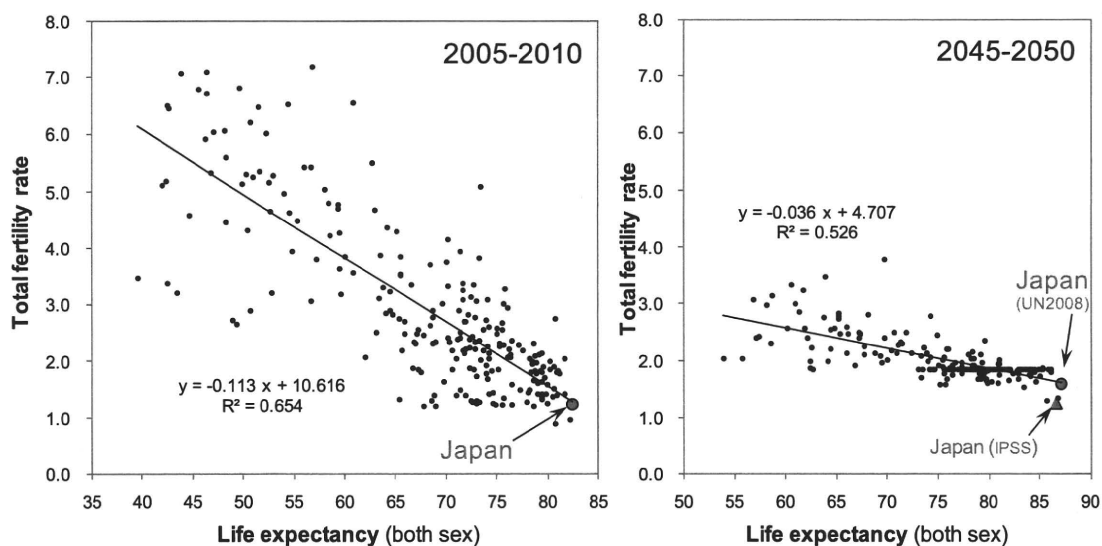 2005-2010
Total fertility rate
8.0
7.0
6.0
5.0
4.0
3.0
2.0
1.0
0.0
y = -0.113 x + 10.616
R² = 0.654
Japan
35 40 45 50 55 60 65 70 75 80 85
Life expectancy (both sex)
2045-2050
Total fertility rate
8.0
7.0
6.0
5.0
4.0
3.0
2.0
1.0
0.0
y = -0.036 x + 4.707
R² = 0.526
Japan
(UN2008)
Japan (IPSS)
50 55 60 65 70 75 80 85 90
Life expectancy (both sex)